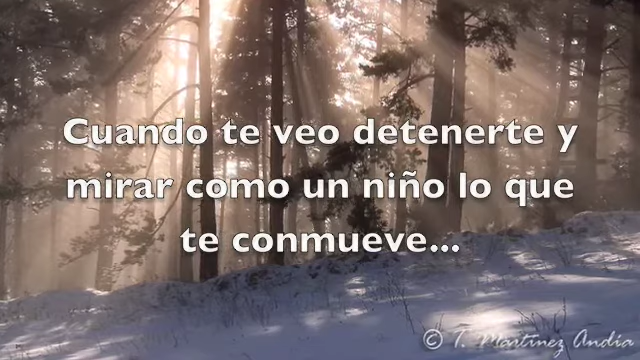 Cuando te veo detenerte y
mirar como un niño lo que
te conmueve...
© T. Martínez Andía